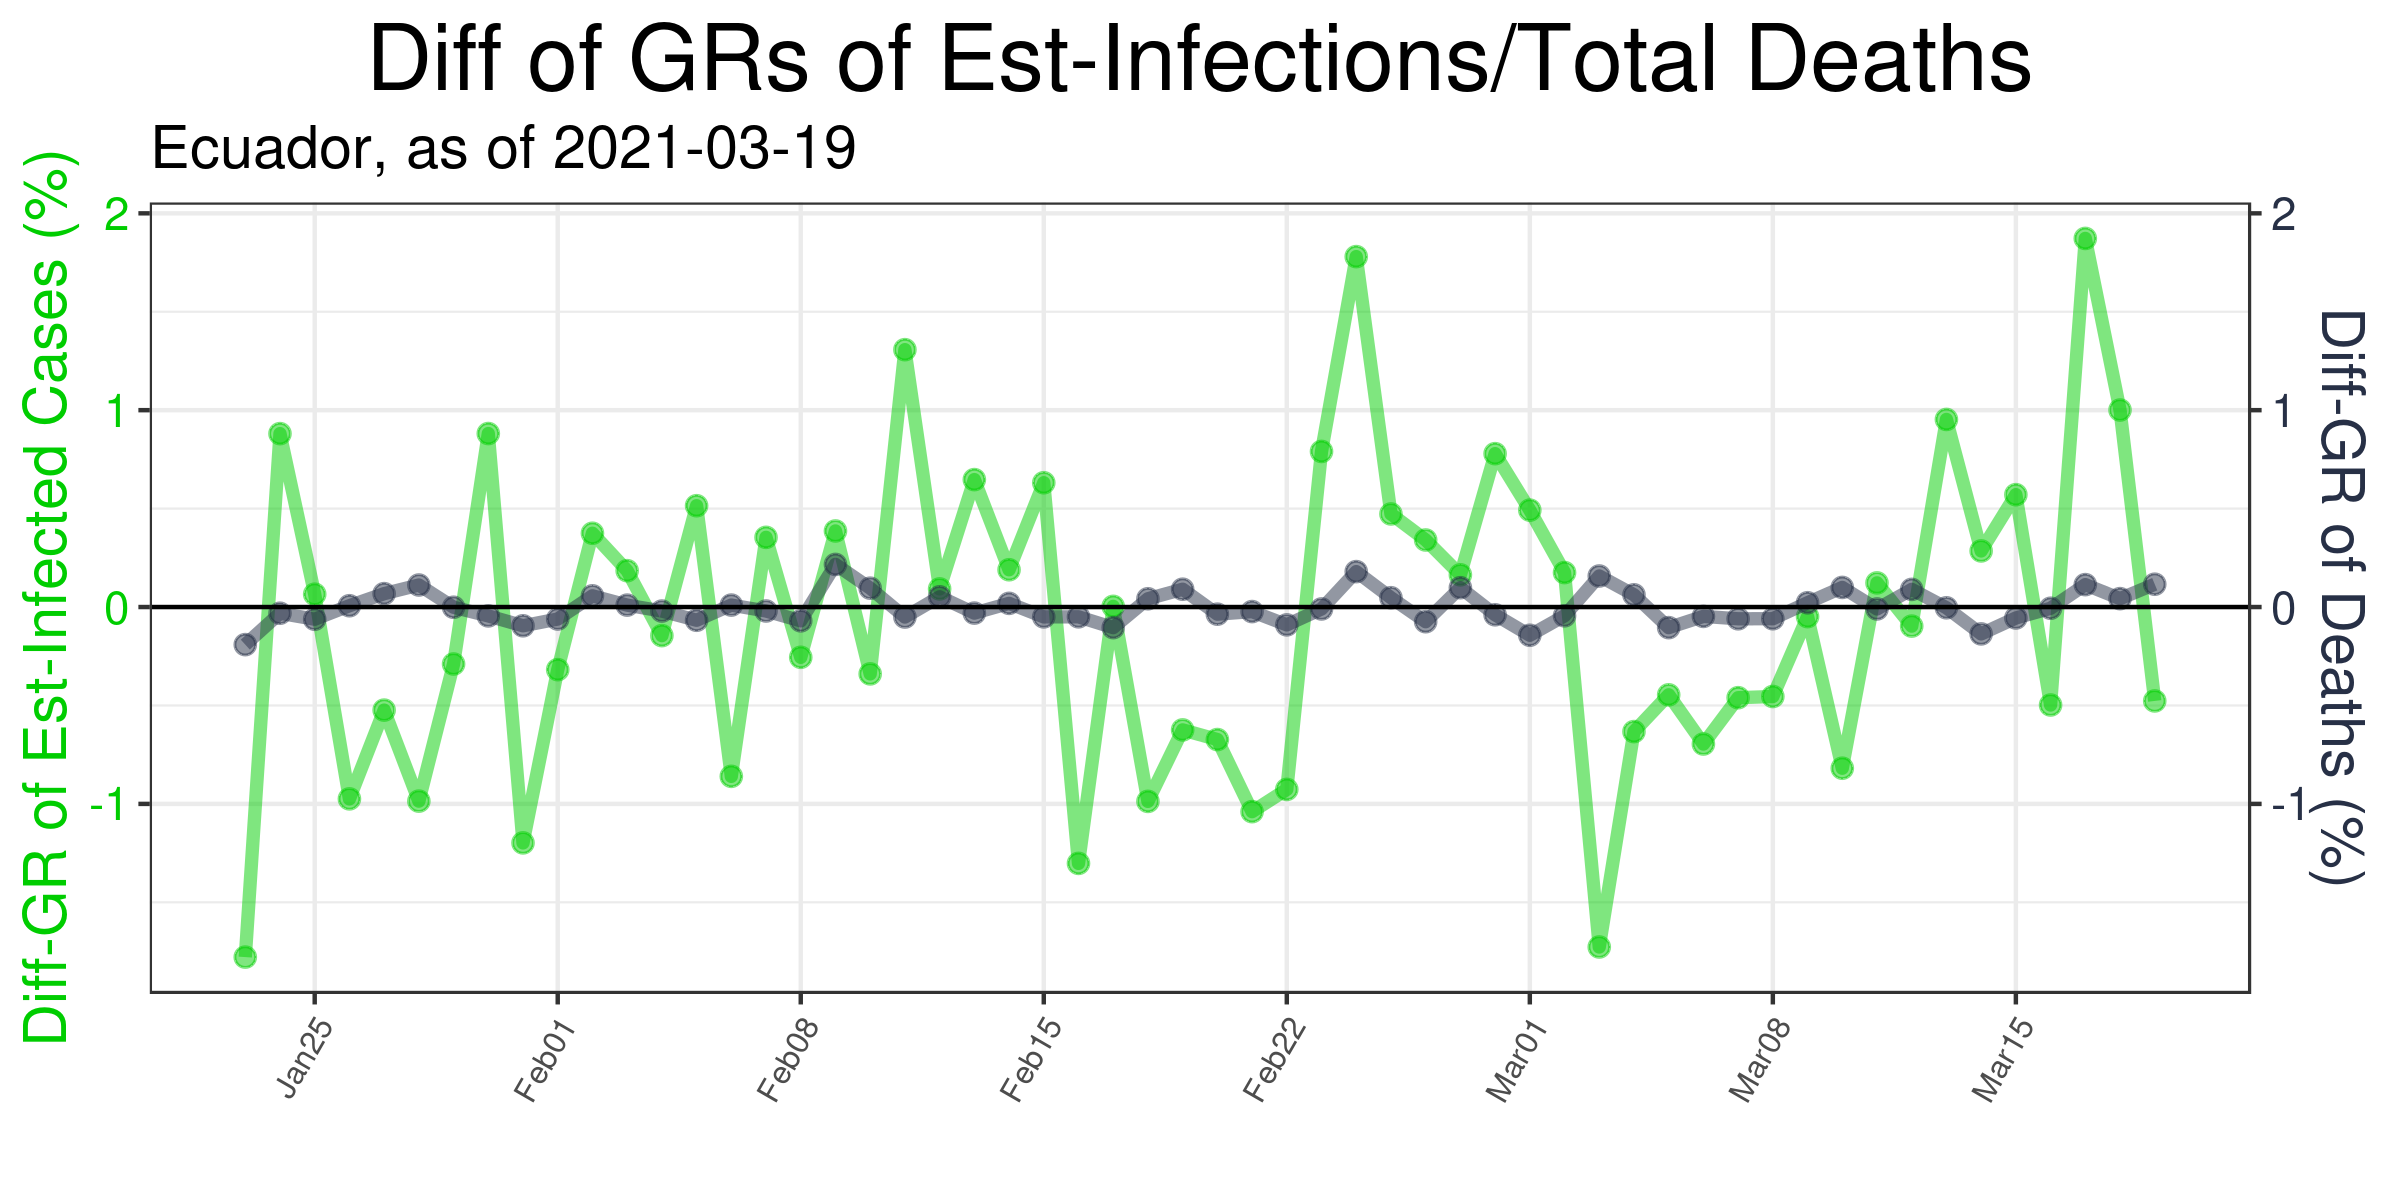 Diff of GRs of Est-Infections/Total Deaths
Ecuador, as of 2021-03-19
Diff-GR of Est-Infected Cases (%)
2
1
0
-1
2
1
0
-1
Diff-GR of Deaths (%)
Jan25
Feb01
Feb08
Feb15
Feb22
Mar01
Mar08
Mar15